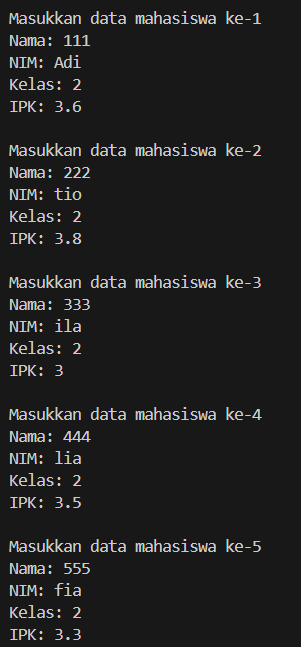 Masukkan data mahasiswa ke-1
Nama: 111
NIM: Adi
Kelas: 2
IPK: 3.6
Masukkan data mahasiswa ke-2
Nama: 222
NIM: tio
Kelas: 2
IPK: 3.8
Masukkan data mahasiswa ke-3
Nama: 333
NIM: ila
Kelas: 2
IPK: 3
Masukkan data mahasiswa ke-4
Nama: 444
NIM: lia
Kelas: 2
IPK: 3.5
Masukkan data mahasiswa ke-5
Nama: 555
NIM: fia
Kelas: 2
IPK: 3.3